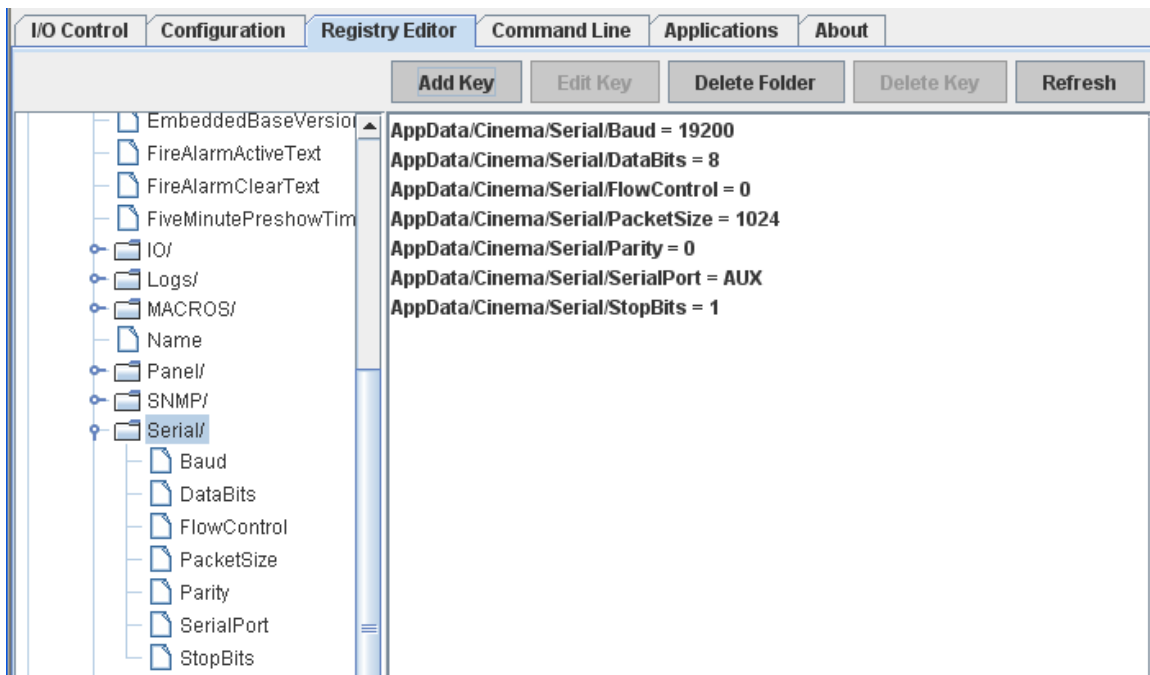 I/O Control Configuration Registry Editor Command Line Applications About
Add Key Edit Key Delete Folder Delete Key Refresh
EmbeddedBaseVersion
FireAlarmActiveText
FireAlarmClearText
FiveMinutePreshowTim
IO/
Logs/
MACROS/
Name
Panel/
SNMP/
Serial/
Baud
DataBits
FlowControl
PacketSize
Parity
SerialPort
StopBits
AppData/Cinema/Serial/Baud = 19200
AppData/Cinema/Serial/DataBits = 8
AppData/Cinema/Serial/FlowControl = 0
AppData/Cinema/Serial/PacketSize = 1024
AppData/Cinema/Serial/Parity = 0
AppData/Cinema/Serial/SerialPort = AUX
AppData/Cinema/Serial/StopBits = 1